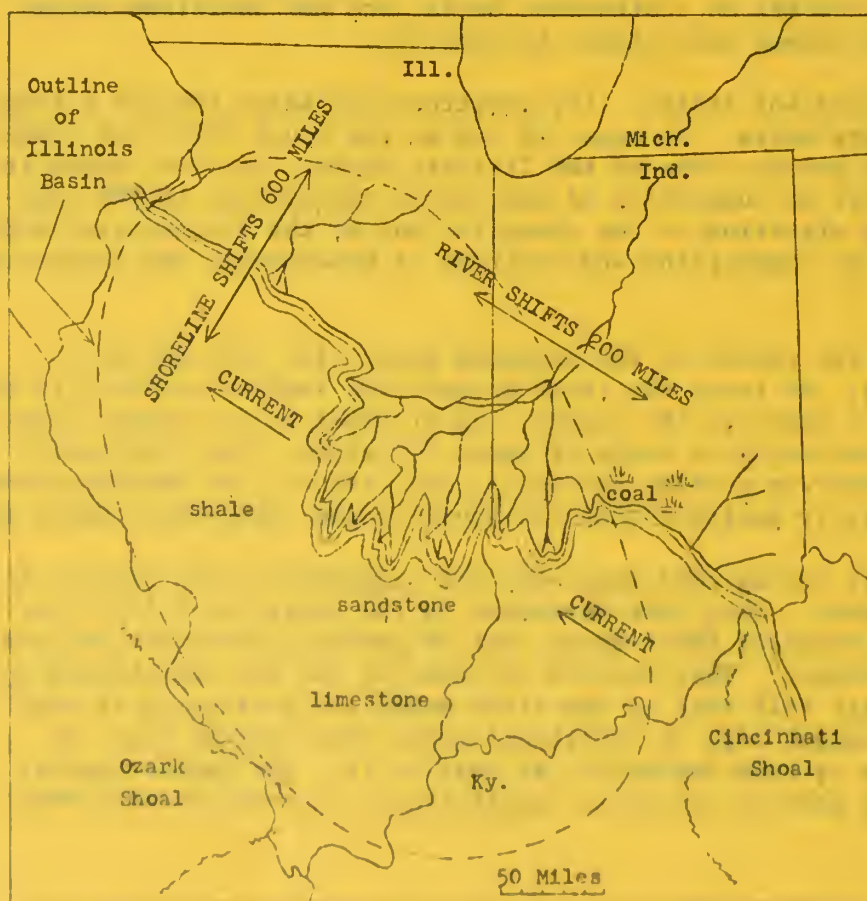 Ill.
Outline
of
Illinois
Basin
Mich.
Ind.
SHORELINE SHIFTS 600 MILES
RIVER SHIFTS 200 MILES
CURRENT
coal
shale
sandstone
CURRENT
limestone
Cincinnati
Shoal
Ozark
Shoal
Ky.
50 Miles